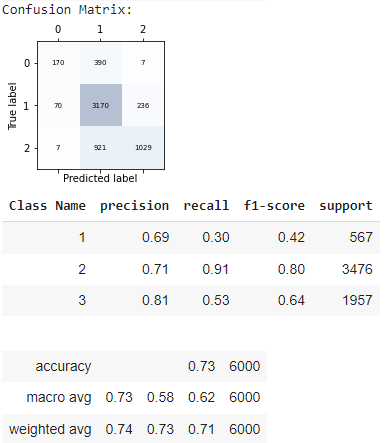 Confusion Matrix:
0 1 2
0 170 390 7
1 70 3170 236
2 7 921 1029
True label
Predicted label
Class Name precision recall f1-score support
1 0.69 0.30 0.42 567
2 0.71 0.91 0.80 3476
3 0.81 0.53 0.64 1957
accuracy 0.73 6000
macro avg 0.73 0.58 0.62 6000
weighted avg 0.74 0.73 0.71 6000